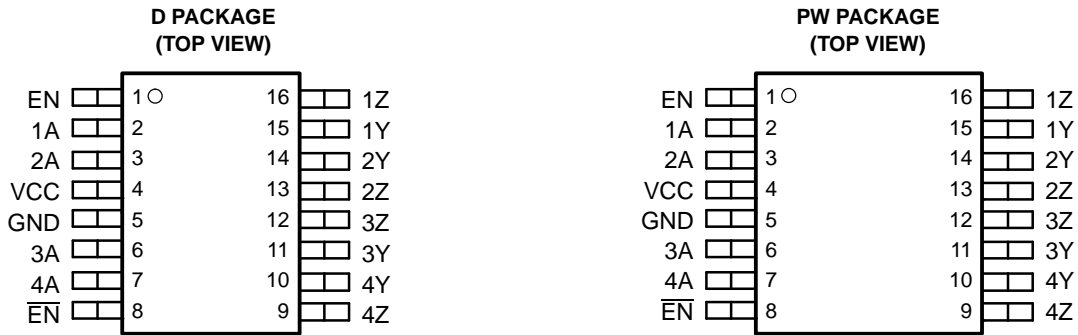 D PACKAGE
(TOP VIEW)
EN 1 16 1Z
1A 2 15 1Y
2A 3 14 2Y
VCC 4 13 2Z
GND 5 12 3Z
3A 6 11 3Y
4A 7 10 4Y
E̅N̅ 8 9 4Z
PW PACKAGE
(TOP VIEW)
EN 1 16 1Z
1A 2 15 1Y
2A 3 14 2Y
VCC 4 13 2Z
GND 5 12 3Z
3A 6 11 3Y
4A 7 10 4Y
E̅N̅ 8 9 4Z